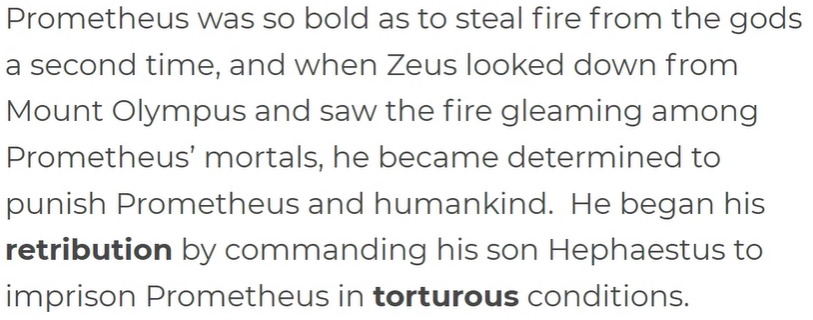 Prometheus was so bold as to steal fire from the gods
a second time, and when Zeus looked down from
Mount Olympus and saw the fire gleaming among
Prometheus’ mortals, he became determined to
punish Prometheus and humankind.  He began his
retribution by commanding his son Hephaestus to
imprison Prometheus in torturous conditions.